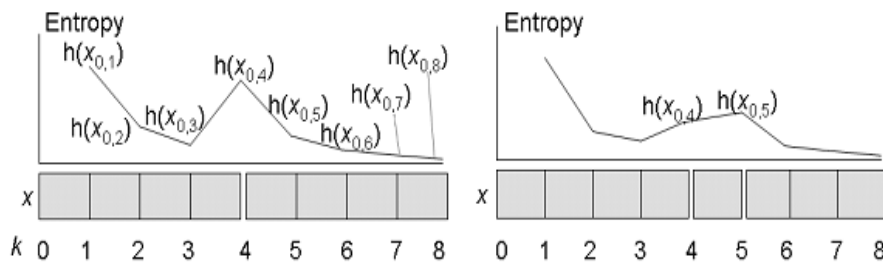 Entropy
h(x0,1)
h(x0,2)
h(x0,3)
h(x0,4)
h(x0,5)
h(x0,6)
h(x0,7)
h(x0,8)
x
k 0 1 2 3 4 5 6 7 8
Entropy
h(x0,4)
h(x0,5)
x
0 1 2 3 4 5 6 7 8